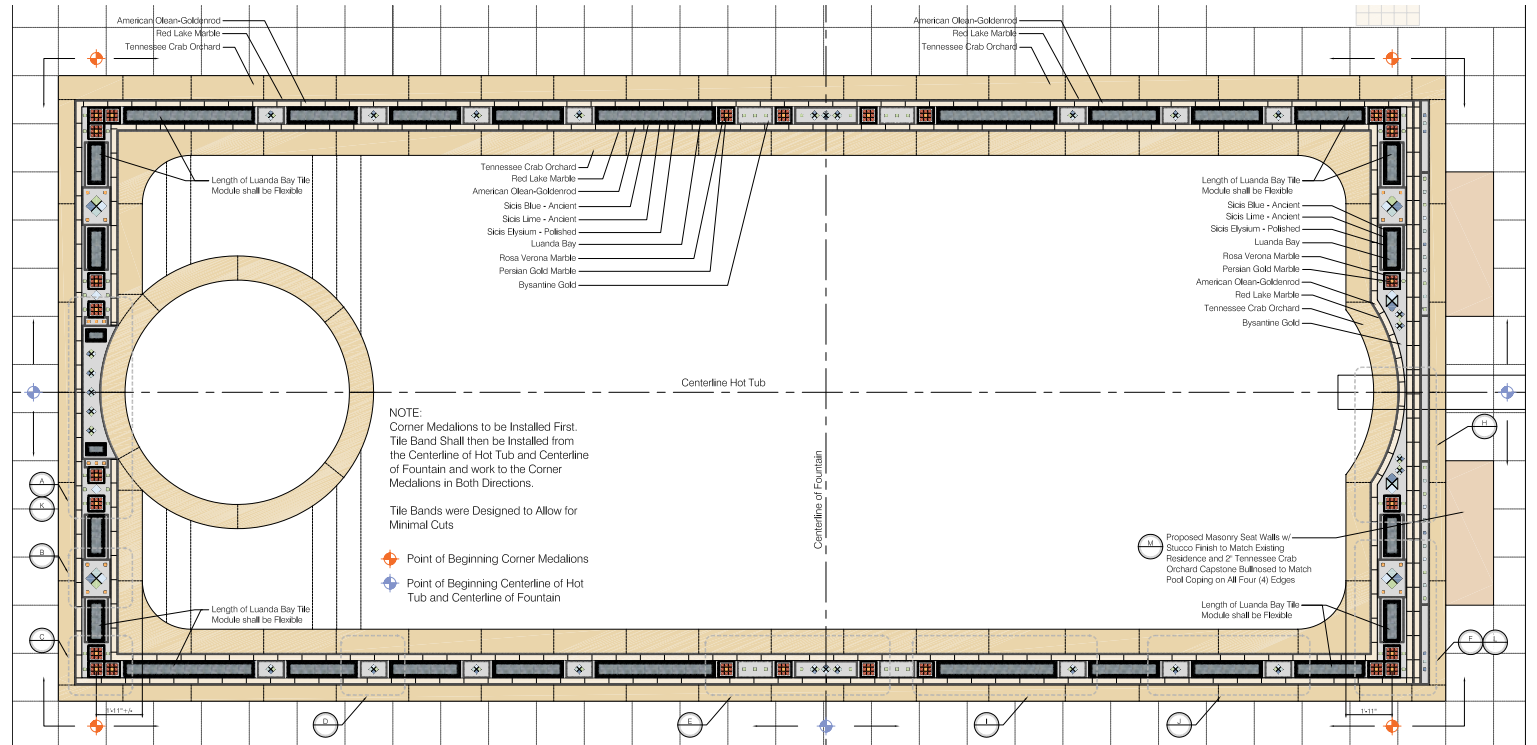 American Olean-Goldenrod
Red Lake Marble
Tennessee Crab Orchard
American Olean-Goldenrod
Red Lake Marble
Tennessee Crab Orchard
Tennessee Crab Orchard
Red Lake Marble
American Olean-Goldenrod
Sicis Blue - Ancient
Sicis Lime - Ancient
Sicis Elysium - Polished
Luanda Bay
Rosa Verona Marble
Persian Gold Marble
Bysantine Gold
Length of Luanda Bay Tile
Module shall be Flexible
Length of Luanda Bay Tile
Module shall be Flexible
Sicis Blue - Ancient
Sicis Lime - Ancient
Sicis Elysium - Polished
Luanda Bay
Rosa Verona Marble
Persian Gold Marble
American Olean-Goldenrod
Red Lake Marble
Tennessee Crab Orchard
Bysantine Gold
Centerline Hot Tub
Centerline of Fountain
NOTE:
Corner Medalions to be Installed First.
Tile Band Shall then be Installed from
the Centerline of Hot Tub and Centerline
of Fountain and work to the Corner
Medalions in Both Directions.
Tile Bands were Designed to Allow for
Minimal Cuts
Point of Beginning Corner Medalions
Point of Beginning Centerline of Hot
Tub and Centerline of Fountain
H
A
K
B
C
M
Proposed Masonry Seat Walls w/
Stucco Finish to Match Existing
Residence and 2" Tennessee Crab
Orchard Capstone Bullnosed to Match
Pool Coping on All Four (4) Edges
Length of Luanda Bay Tile
Module shall be Flexible
Length of Luanda Bay Tile
Module shall be Flexible
F
L
1'-11"+/-
1'-11"
D
E
I
J